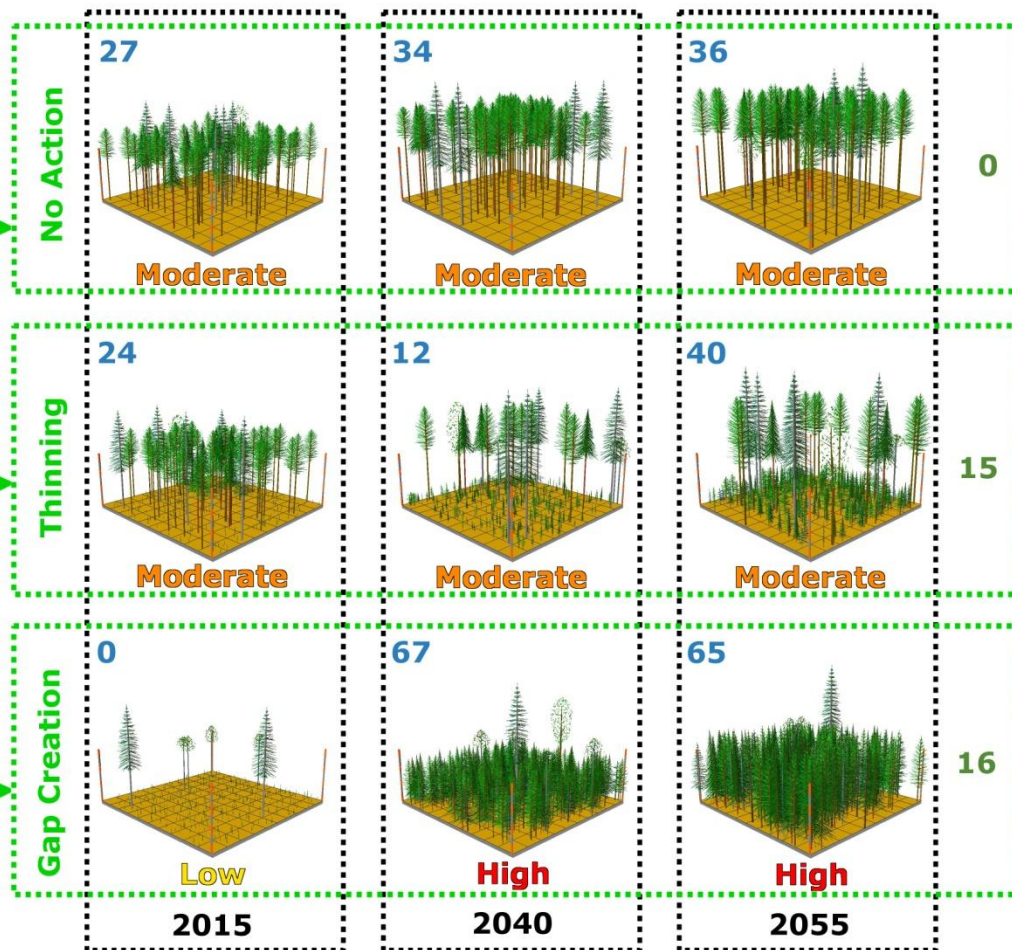 No Action
27
34
36
0
Moderate
Moderate
Moderate
Thinning
24
12
40
15
Moderate
Moderate
Moderate
Gap Creation
0
67
65
16
Low
High
High
2015
2040
2055